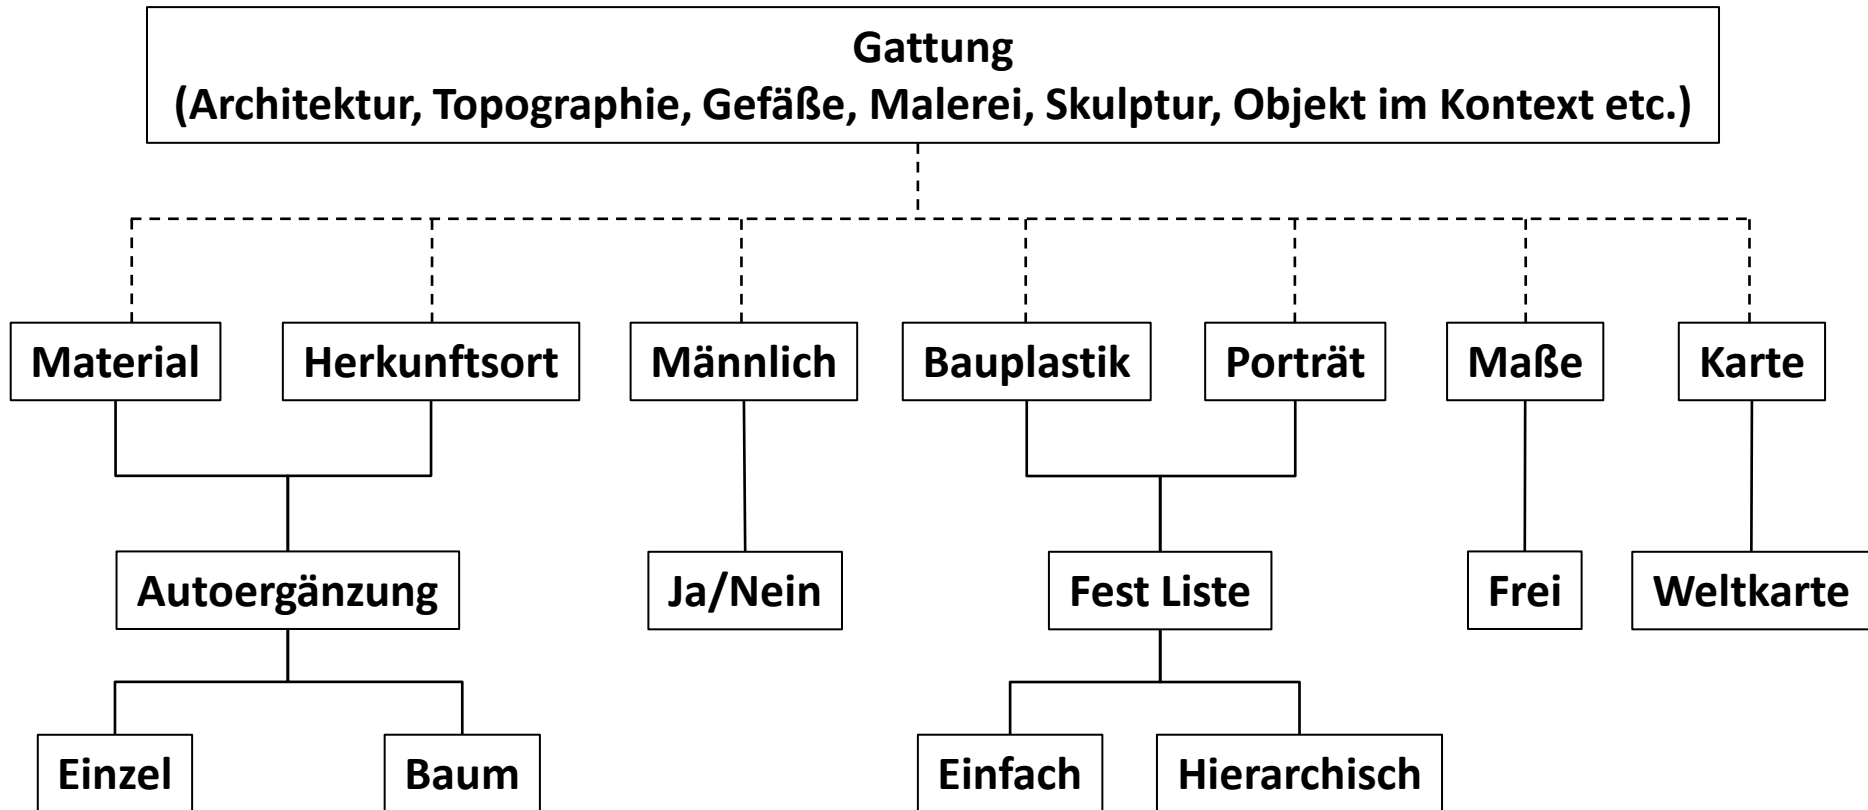 Gattung
(Architektur, Topographie, Gefäße, Malerei, Skulptur, Objekt im Kontext etc.)
Material
Herkunftsort
Männlich
Bauplastik
Porträt
Maße
Karte
Autoergänzung
Ja/Nein
Fest Liste
Frei
Weltkarte
Einzel
Baum
Einfach
Hierarchisch